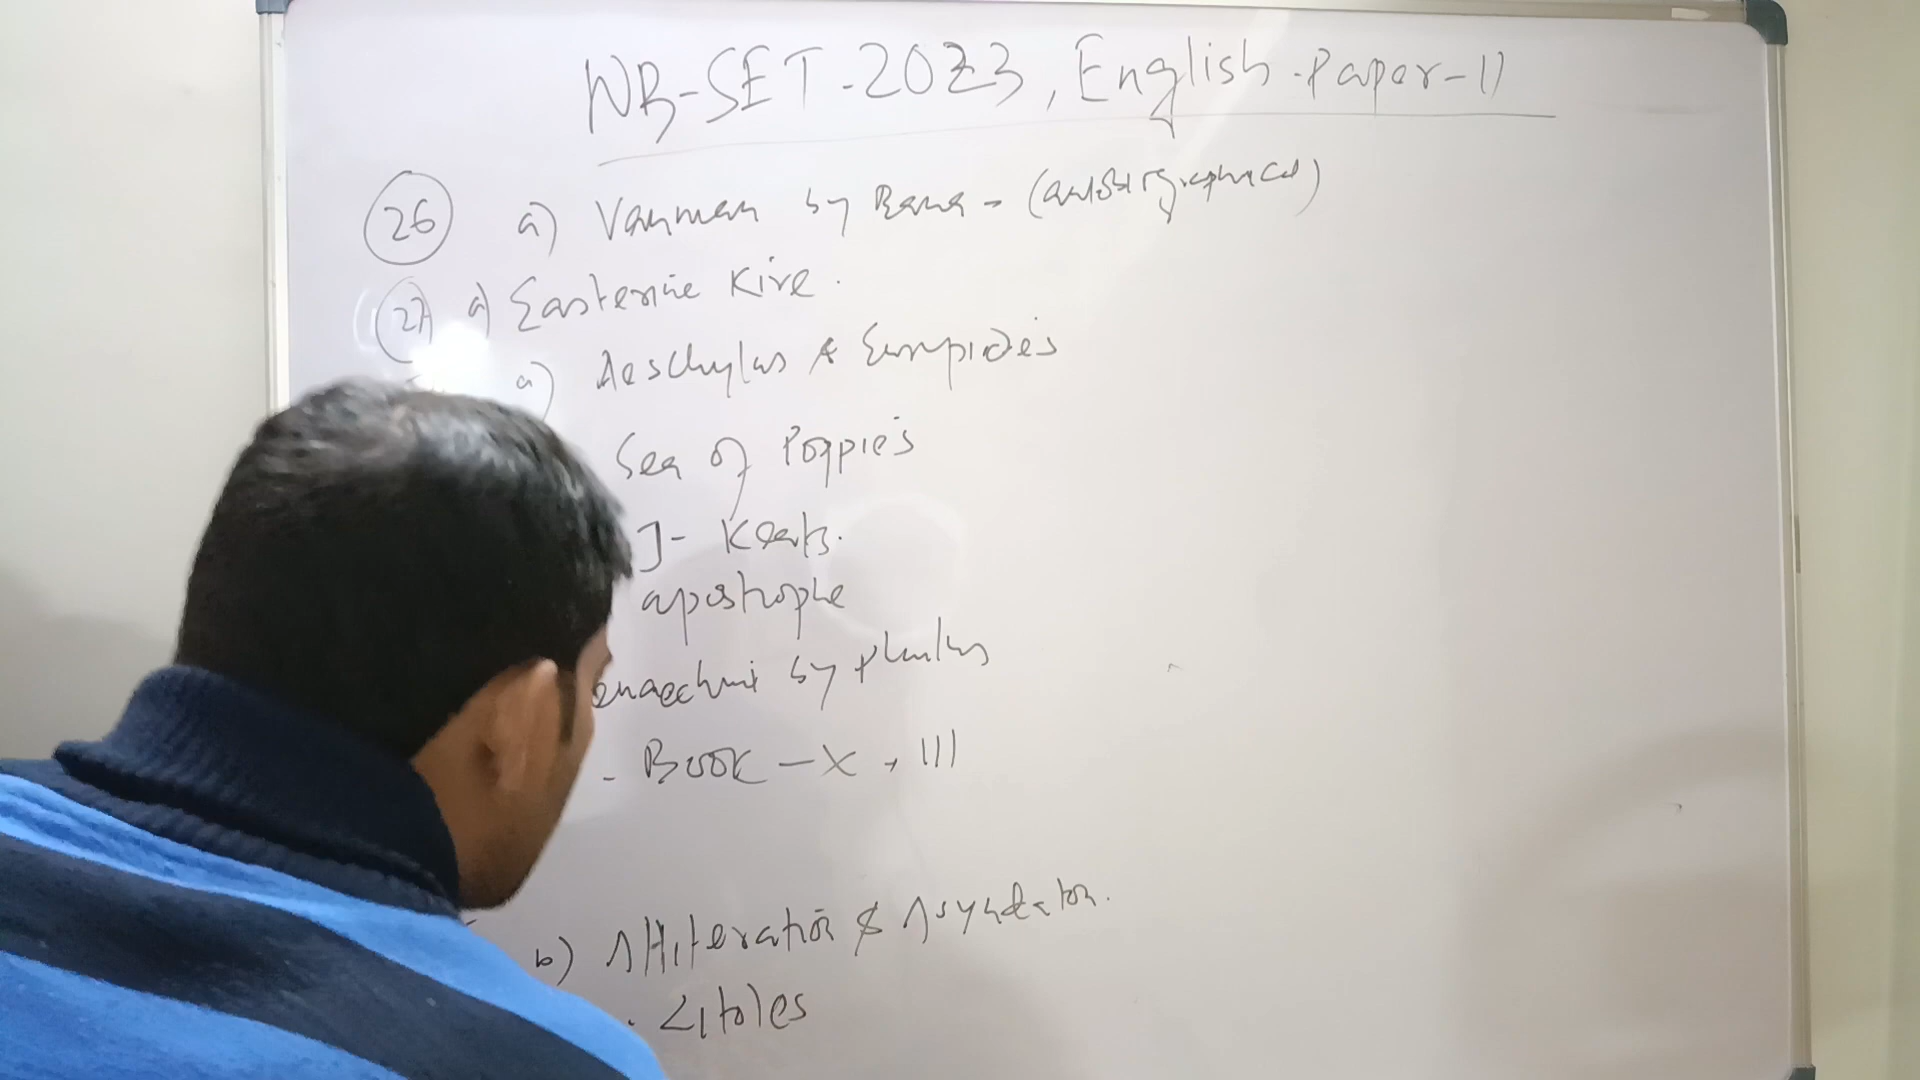 WB-SET-2023, English-Paper-II
26 a) Vanmam by Bama - (autobiographical)
27 a) Easterine Kire.
a) Aeschylus & Euripides
Sea of Poppies
J- Keats.
apostrophe
enaechmi by Plautus
- Book - X, III
b) Alliteration & Asyndeton.
. Litotes